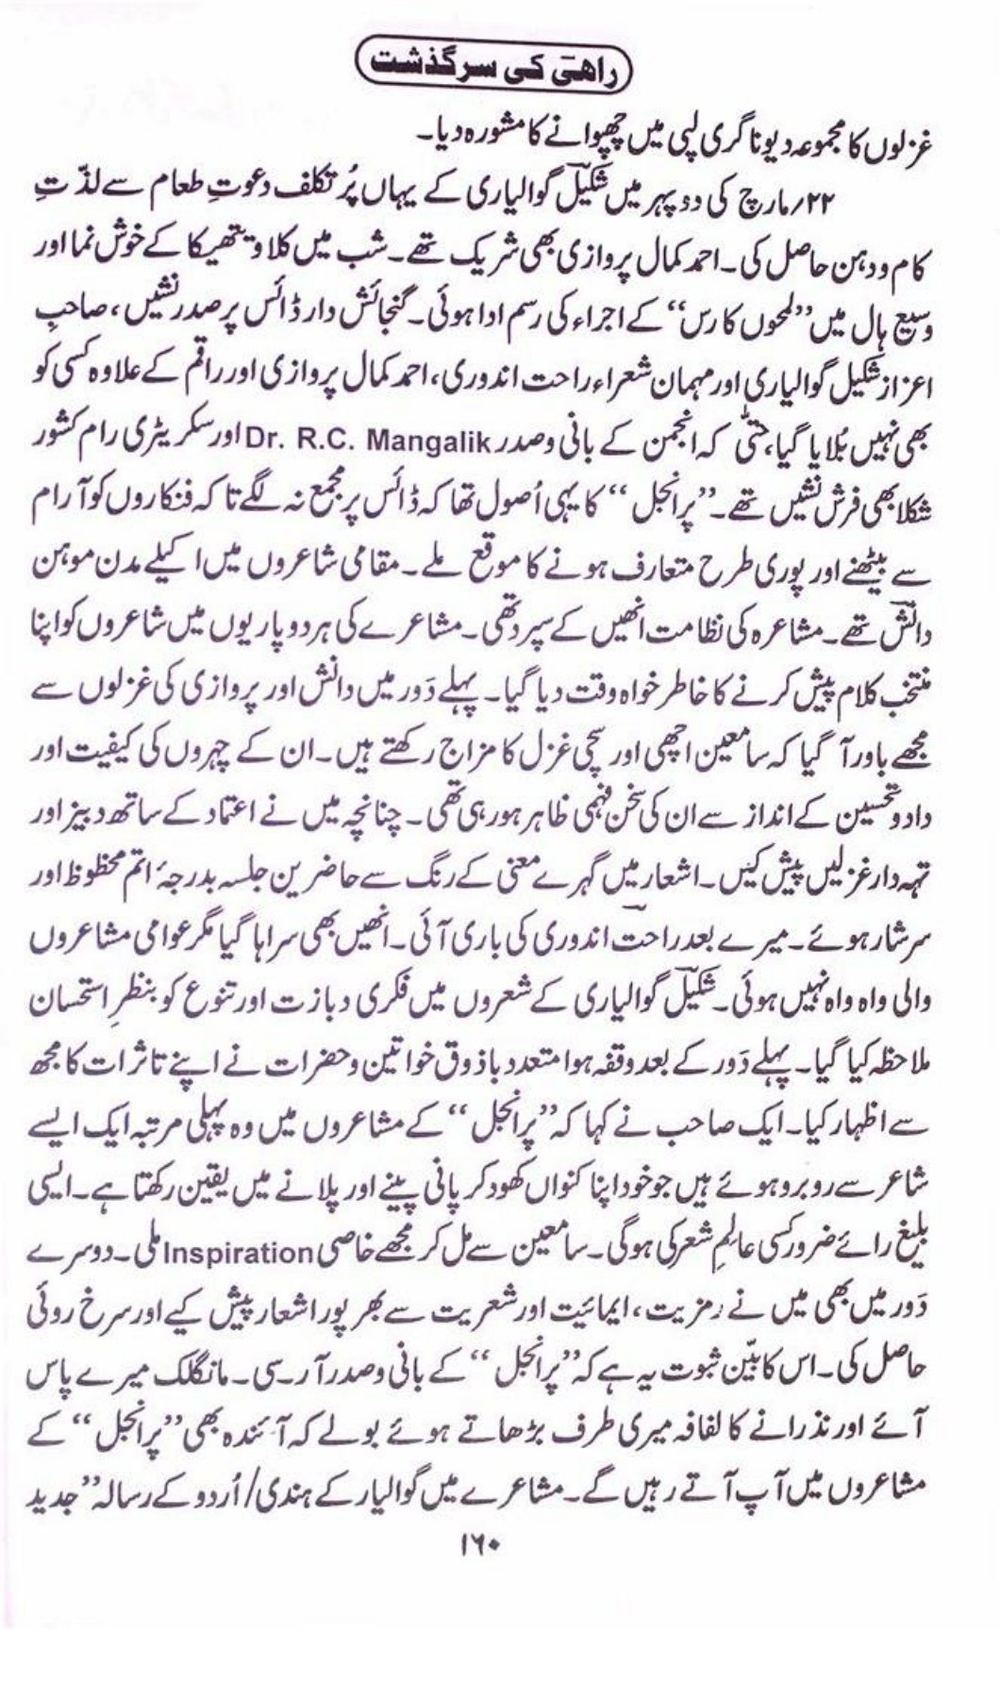 راهیؔ کی سرگذشت
غزلوں کا مجموعہ دیوناگری لپی میں چھپوانے کا مشورہ دیا۔
۲۲/مارچ کی دوپہر میں شکیلؔ گوالیاری کے یہاں پُر تکلف دعوتِ طعام سے لذّتِ
کام و دہن حاصل کی۔ احمد کمال پروازی بھی شریک تھے۔ شب میں کلا ویتھیکا کے خوش نما اور
وسیع ہال میں ’’لمحوں کا رس‘‘ کے اجراء کی رسم ادا ہوئی۔ گنجائش دار ڈائس پر صدر نشیں، صاحبِ
اعزاز شکیل گوالیاری اور مہمان شعراء راحت اندوری، احمد کمال پروازی اور راقم کے علاوہ کسی کو
بھی نہیں بُلایا گیا، حتّٰی کہ انجمن کے بانی و صدر Dr. R.C. Mangalik اور سکریٹری رام کشور
شکلا بھی فرش نشیں تھے۔ ’’پرانجل‘‘ کا یہی اُصول تھا کہ ڈائس پر مجمع نہ لگے تاکہ فنکاروں کو آرام
سے بیٹھنے اور پوری طرح متعارف ہونے کا موقع ملے۔ مقامی شاعروں میں اکیلے مدن موہن
دانشؔ تھے۔ مشاعرہ کی نظامت انھیں کے سپرد تھی۔ مشاعرے کی ہر دو پاریوں میں شاعروں کو اپنا
منتخب کلام پیش کرنے کا خاطر خواہ وقت دیا گیا۔ پہلے دَور میں دانش اور پروازی کی غزلوں سے
مجھے باور آ گیا کہ سامعین اچھی اور سچی غزل کا مزاج رکھتے ہیں۔ ان کے چہروں کی کیفیت اور
داد و تحسین کے انداز سے ان کی سخن فہمی ظاہر ہو رہی تھی۔ چنانچہ میں نے اعتماد کے ساتھ دبیز اور
تہہ دار غزلیں پیش کیں۔ اشعار میں گہرے معنی کے رنگ سے حاضرین جلسہ بدرجۂ اتم محظوظ اور
سرشار ہوئے۔ میرے بعد راحتؔ اندوری کی باری آئی۔ انھیں بھی سراہا گیا مگر عوامی مشاعروں
والی واہ واہ نہیں ہوئی۔ شکیلؔ گوالیاری کے شعروں میں فکری دبازت اور تنوع کو بنظرِ استحسان
ملاحظہ کیا گیا۔ پہلے دَور کے بعد وقفہ ہوا متعدد باذوق خواتین و حضرات نے اپنے تاثرات کا مجھ
سے اظہار کیا۔ ایک صاحب نے کہا کہ ’’پرانجل‘‘ کے مشاعروں میں وہ پہلی مرتبہ ایک ایسے
شاعر سے روبرو ہوئے ہیں جو خود اپنا کنواں کھود کر پانی پینے اور پلانے میں یقین رکھتا ہے۔ ایسی
بلیغ رائے ضرور کسی عالمِ شعر کی ہوگی۔ سامعین سے مل کر مجھے خاصی Inspiration ملی۔ دوسرے
دَور میں بھی میں نے رمزیت، ایمائیت اور شعریت سے بھر پور اشعار پیش کیے اور سرخ روئی
حاصل کی۔ اس کا بیّن ثبوت یہ ہے کہ ’’پرانجل‘‘ کے بانی و صدر آر۔سی۔مانگلک میرے پاس
آئے اور نذرانے کا لفافہ میری طرف بڑھاتے ہوئے بولے کہ آئندہ بھی ’’پرانجل‘‘ کے
مشاعروں میں آپ آتے رہیں گے۔ مشاعرے میں گوالیار کے ہندی/اُردو کے رسالہ ’’جدید
۱۶۰